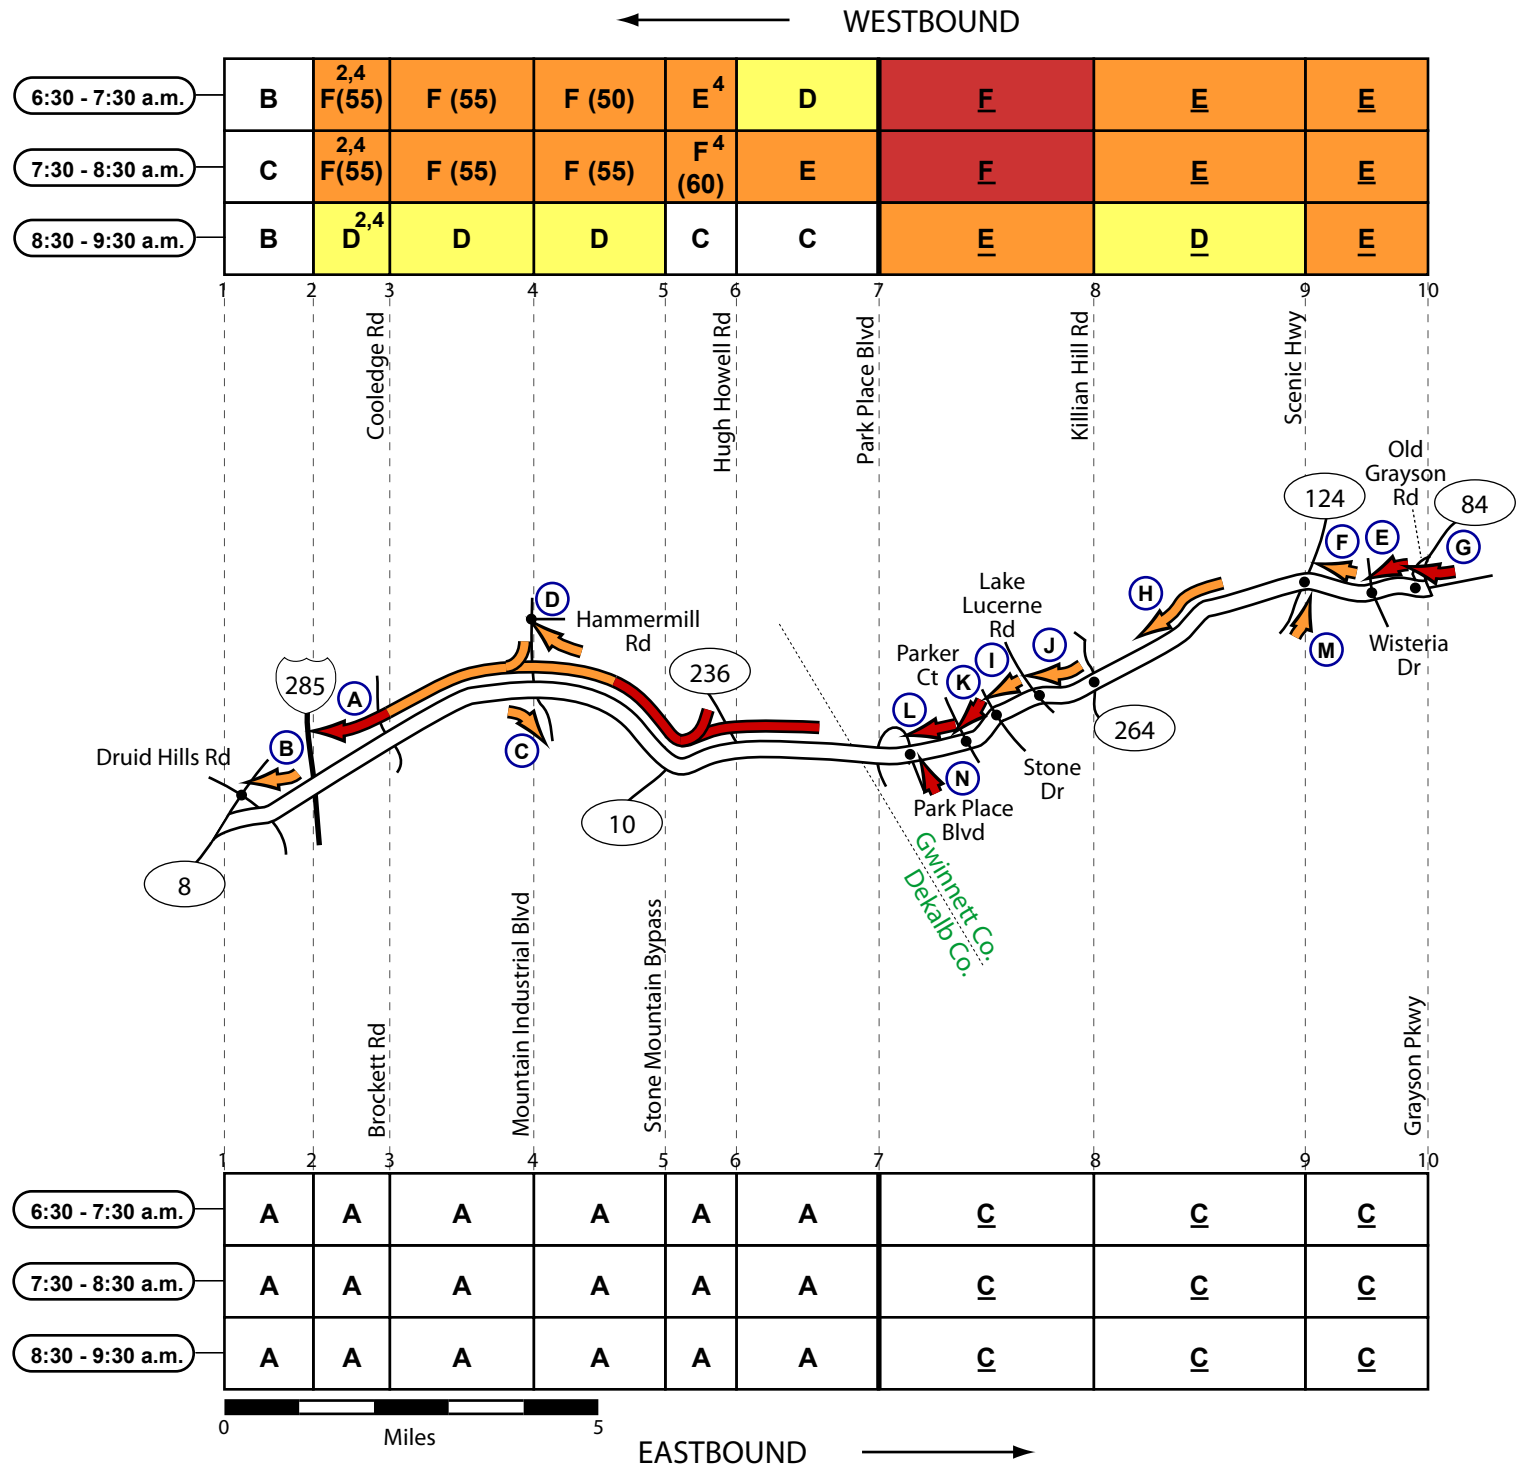 WESTBOUND
6:30 - 7:30 a.m. B F(55) 2,4 F (55) F (50) E 4 D F E E
7:30 - 8:30 a.m. C F(55) 2,4 F (55) F (55) F 4 (60) E F E E
8:30 - 9:30 a.m. B D 2,4 D D C C E D E
1 2 3 4 5 6 7 8 9 10
Cooledge Rd
Hugh Howell Rd
Park Place Blvd
Killian Hill Rd
Scenic Hwy
Old
Grayson
Rd
124
84
F
E
G
D
Hammermill
Rd
Lake
Lucerne
Rd
H
J
M
Wisteria
Dr
Parker
Ct
I
K
L
236
285
A
B
C
Druid Hills Rd
264
Stone
Dr
N
Park Place
Blvd
10
8
Gwinnett Co.
Dekalb Co.
Brockett Rd
Mountain Industrial Blvd
Stone Mountain Bypass
Grayson Pkwy
1 2 3 4 5 6 7 8 9 10
6:30 - 7:30 a.m. A A A A A A C C C
7:30 - 8:30 a.m. A A A A A A C C C
8:30 - 9:30 a.m. A A A A A A C C C
0 5
Miles
EASTBOUND